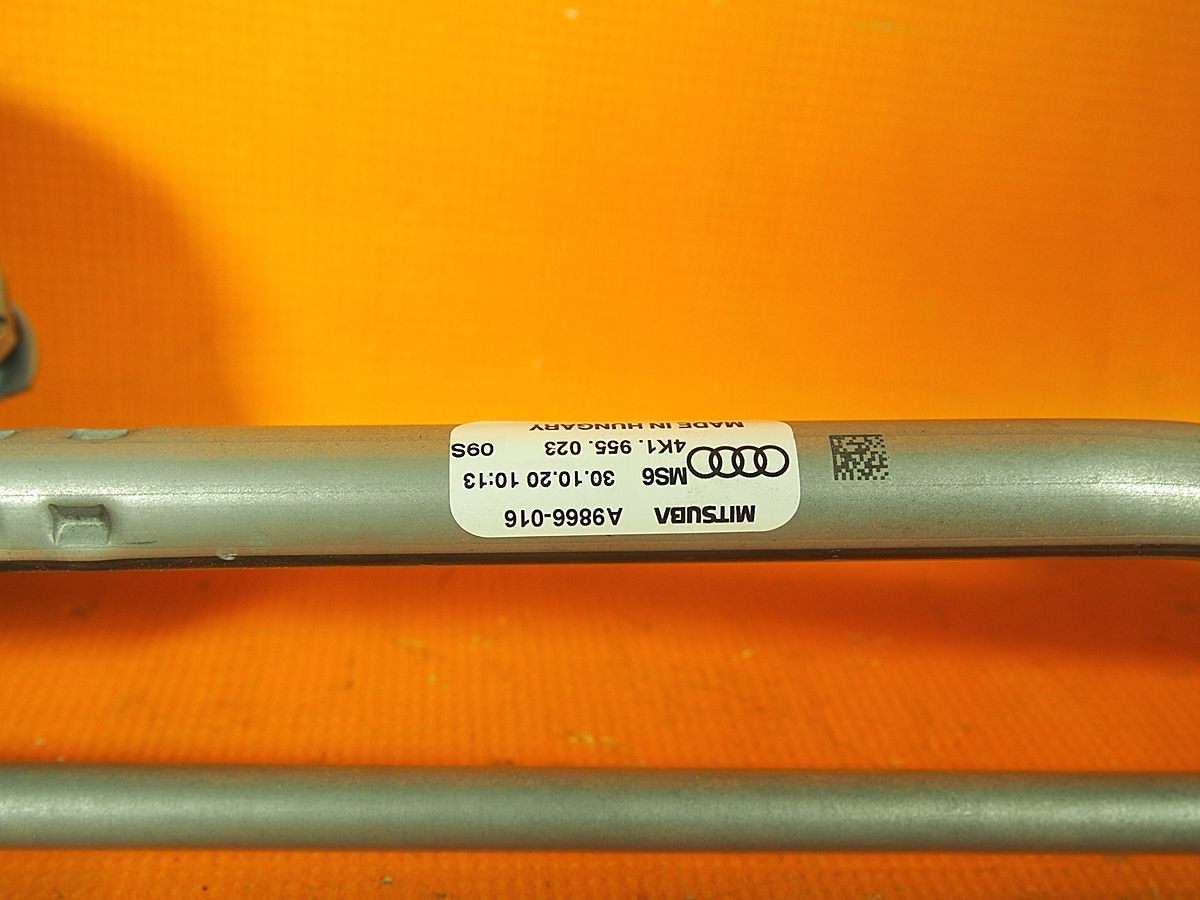 MITSUBA A9866-016
MS6 30.10.20 10:13
4K1. 955. 023 09S
MADE IN HUNGARY